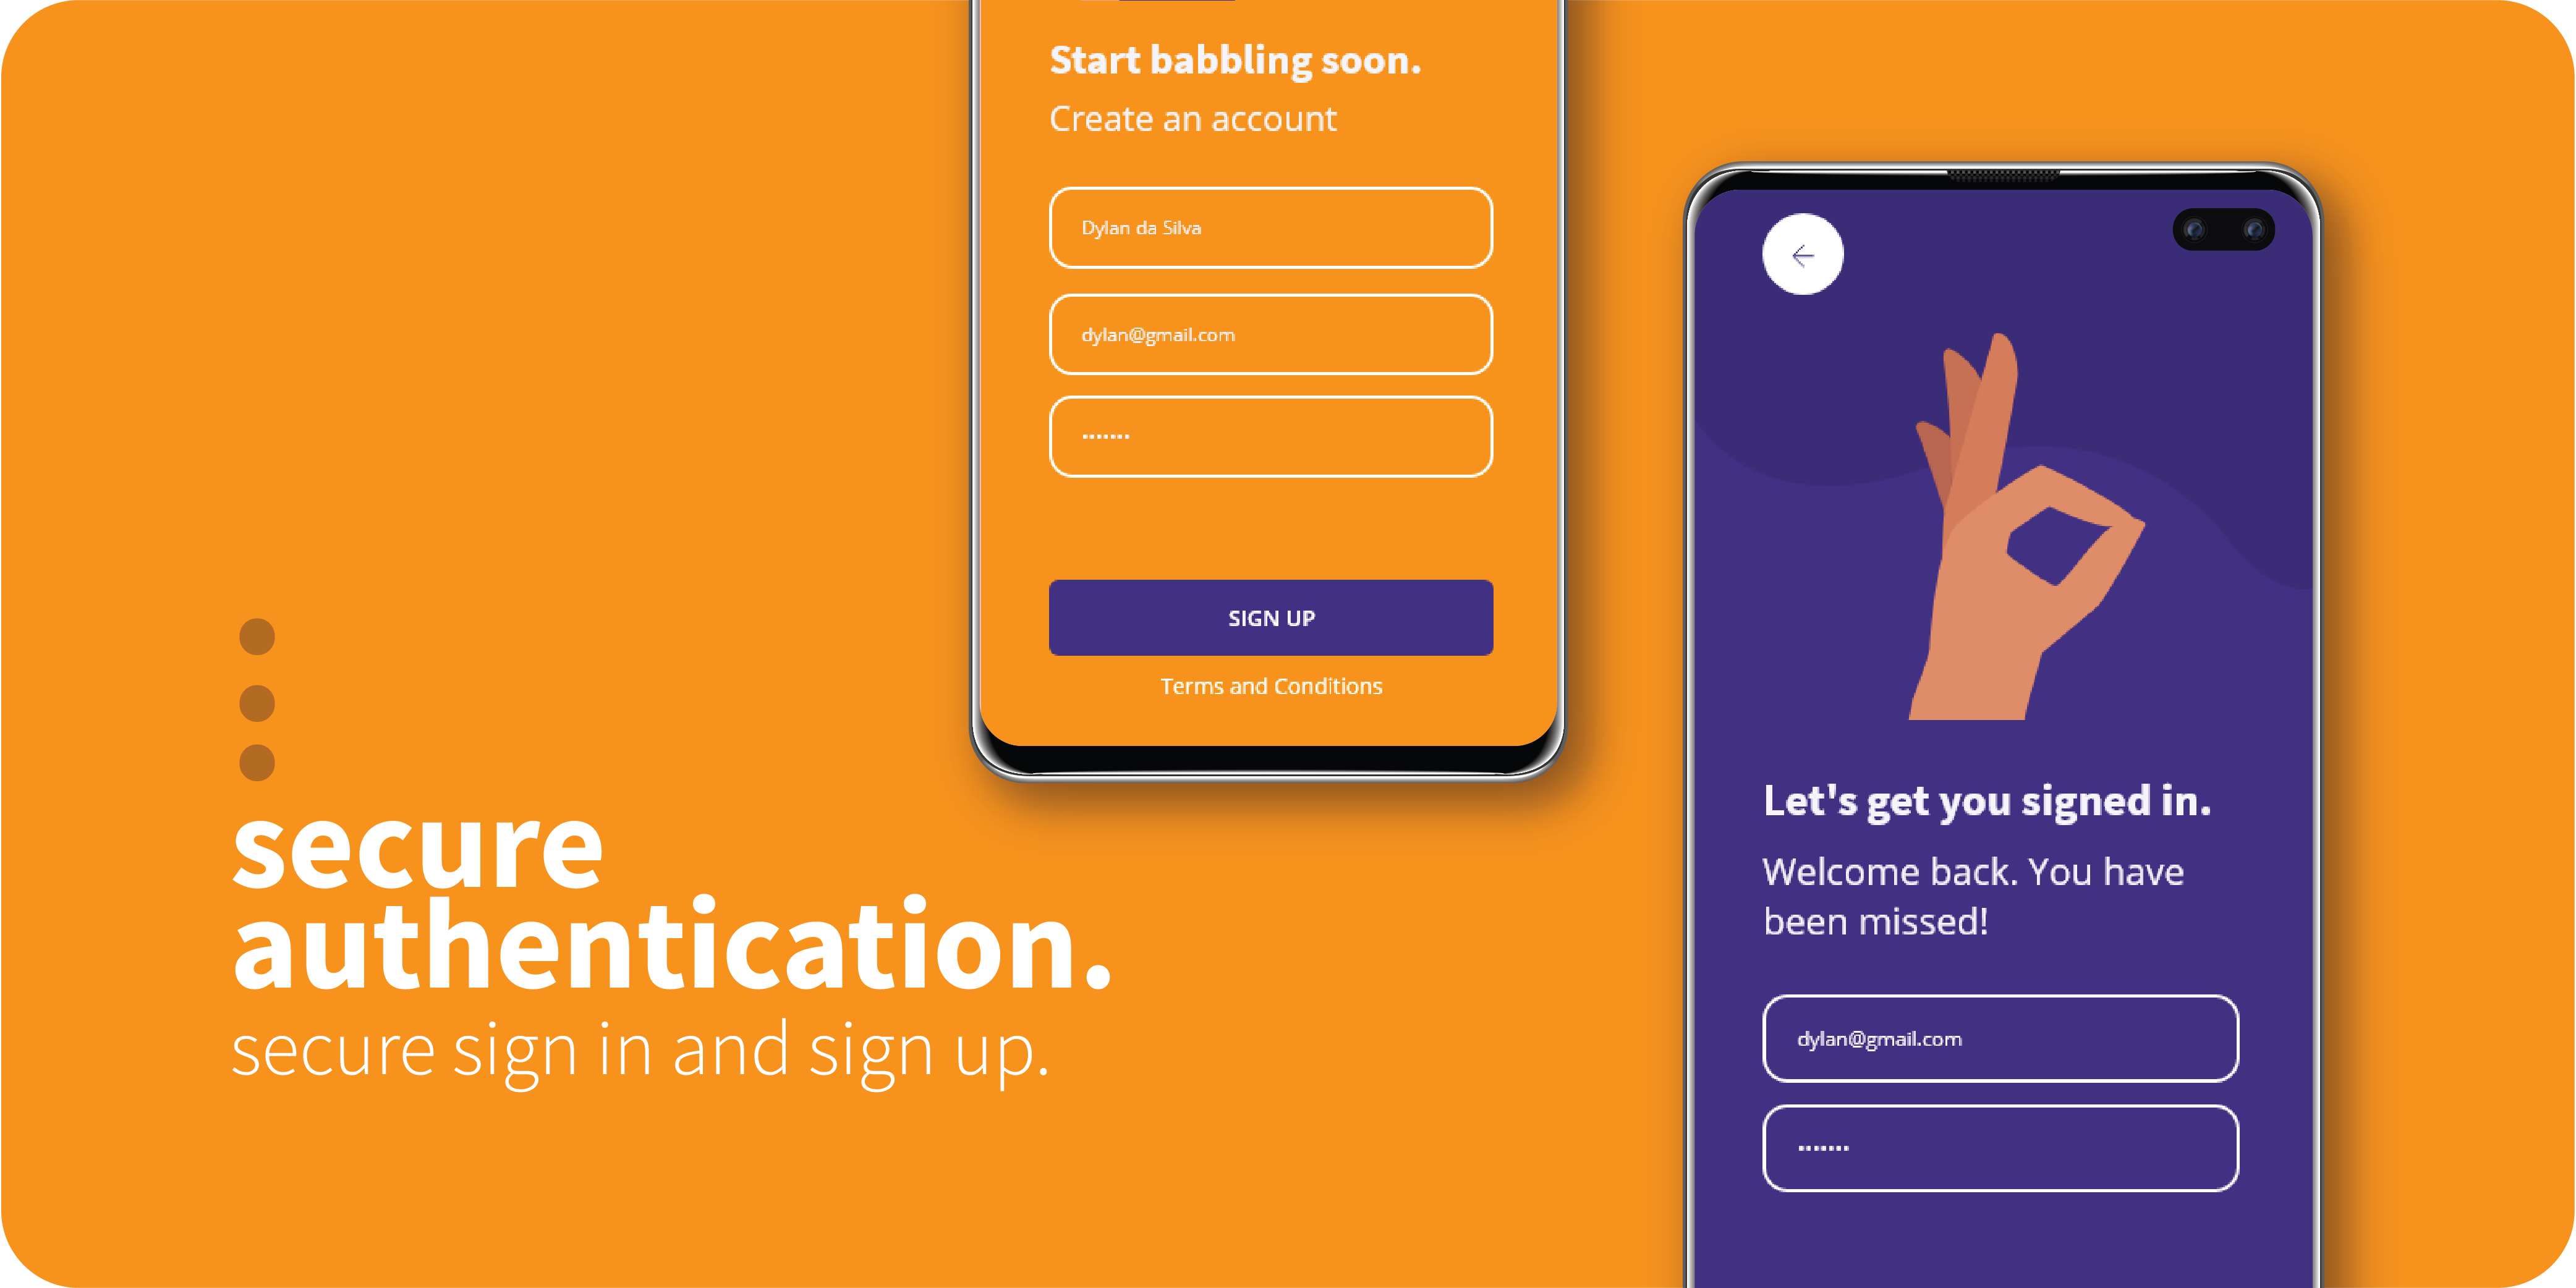 Start babbling soon.
Create an account
Dylan da Silva
dylan@gmail.com
•••••••
SIGN UP
Terms and Conditions
secure
authentication.
secure sign in and sign up.
Let's get you signed in.
Welcome back. You have
been missed!
dylan@gmail.com
•••••••